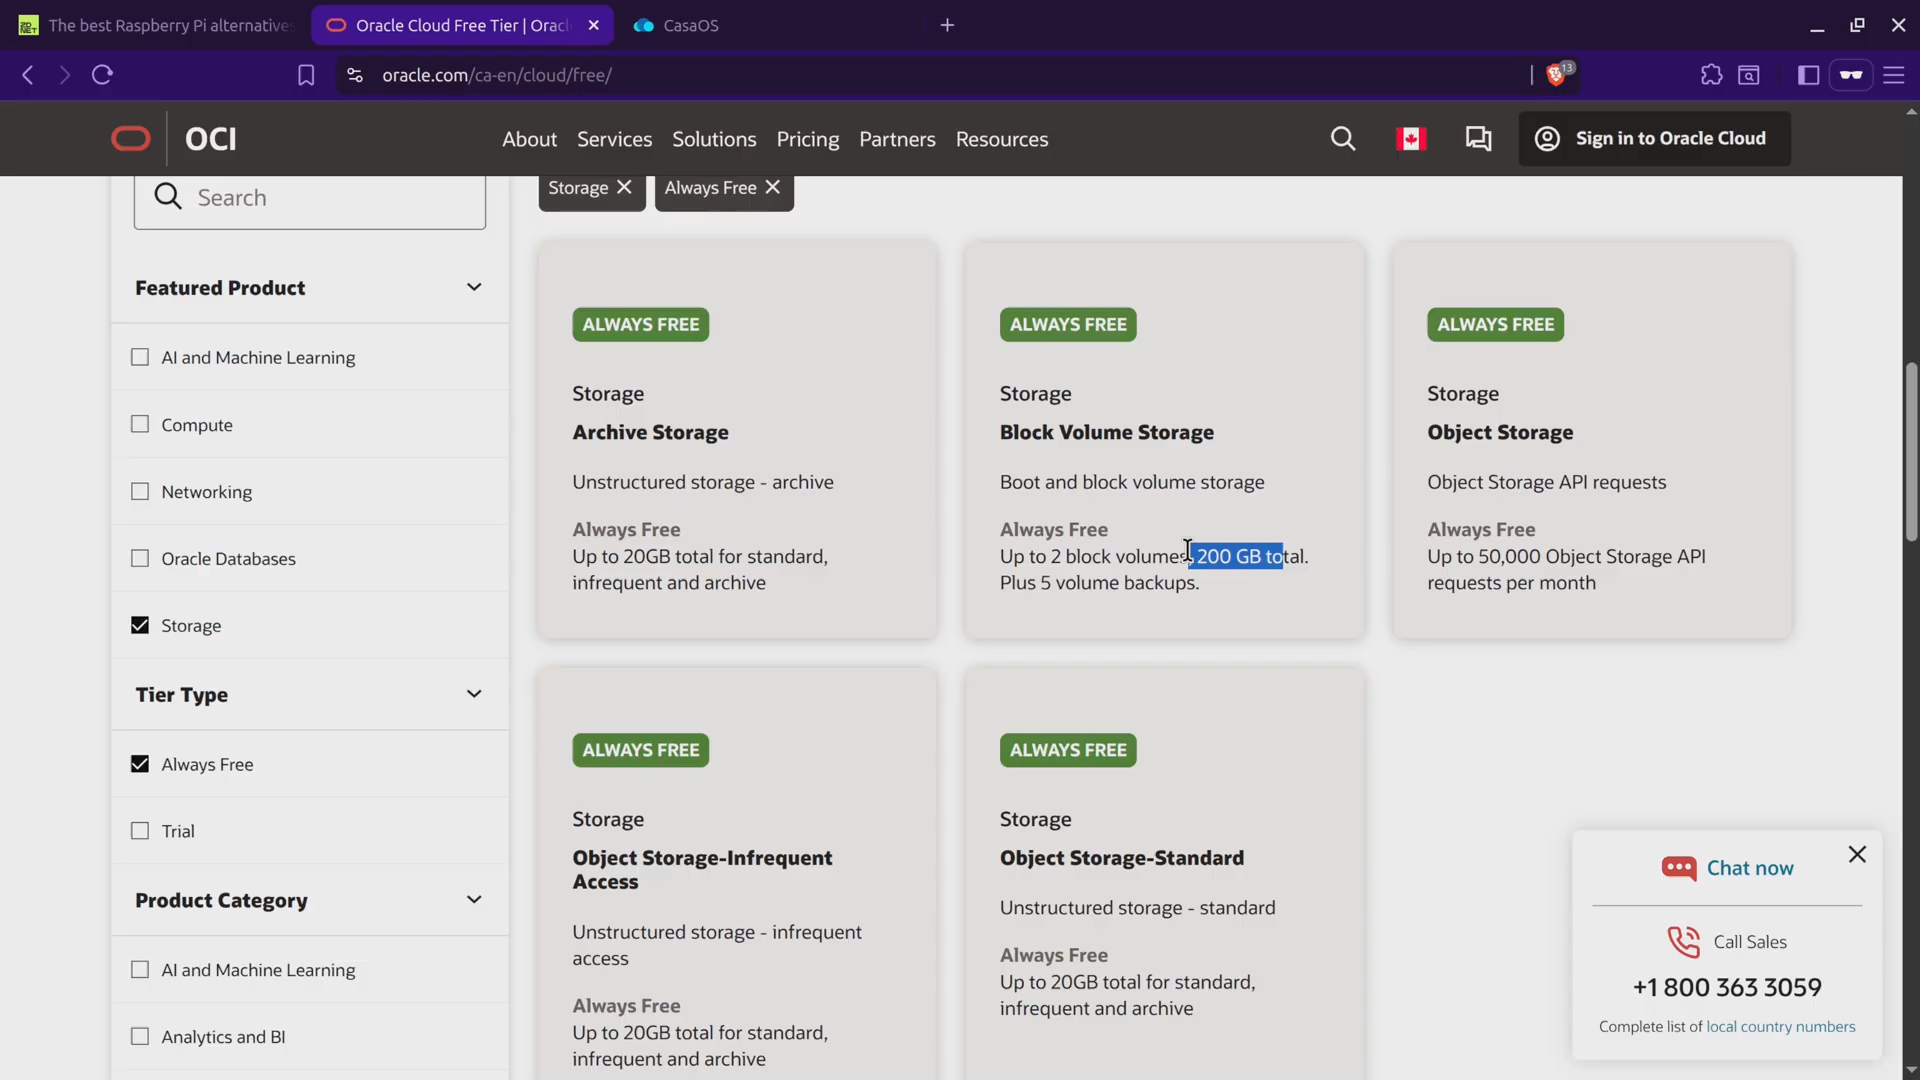 The best Raspberry Pi alternatives
Oracle Cloud Free Tier | Oracl
CasaOS
oracle.com/ca-en/cloud/free/
13
OCI
About
Services
Solutions
Pricing
Partners
Resources
Sign in to Oracle Cloud
Search
Featured Product
AI and Machine Learning
Compute
Networking
Oracle Databases
Storage
Tier Type
Always Free
Trial
Product Category
AI and Machine Learning
Analytics and BI
Storage
Always Free
ALWAYS FREE
Storage
Archive Storage
Unstructured storage - archive
Always Free
Up to 20GB total for standard,
infrequent and archive
ALWAYS FREE
Storage
Block Volume Storage
Boot and block volume storage
Always Free
Up to 2 block volumes, 200 GB total.
Plus 5 volume backups.
ALWAYS FREE
Storage
Object Storage
Object Storage API requests
Always Free
Up to 50,000 Object Storage API
requests per month
ALWAYS FREE
Storage
Object Storage-Infrequent
Access
Unstructured storage - infrequent
access
Always Free
Up to 20GB total for standard,
infrequent and archive
ALWAYS FREE
Storage
Object Storage-Standard
Unstructured storage - standard
Always Free
Up to 20GB total for standard,
infrequent and archive
Chat now
Call Sales
+1 800 363 3059
Complete list of local country numbers